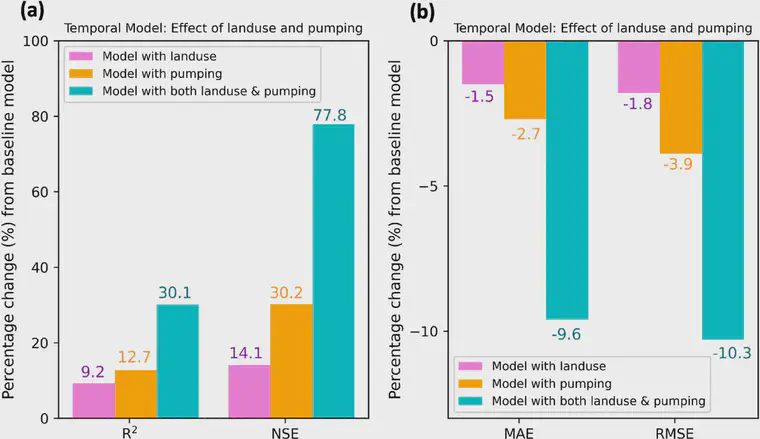 (a)
Temporal Model: Effect of landuse and pumping
Percentage change (%) from baseline model
100
80
60
40
20
0
Model with landuse
Model with pumping
Model with both landuse & pumping
9.2
12.7
30.1
14.1
30.2
77.8
R²
NSE
(b)
Temporal Model: Effect of landuse and pumping
Percentage change (%) from baseline model
0
−5
−10
-1.5
-2.7
-9.6
-1.8
-3.9
-10.3
Model with landuse
Model with pumping
Model with both landuse & pumping
MAE
RMSE